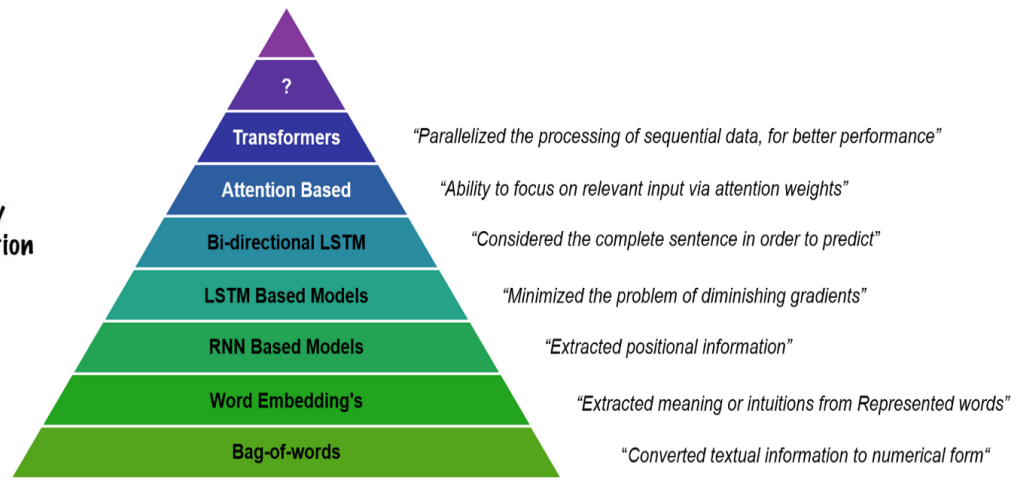 ?
Transformers
“Parallelized the processing of sequential data, for better performance”
Attention Based
“Ability to focus on relevant input via attention weights”
Bi-directional LSTM
“Considered the complete sentence in order to predict”
LSTM Based Models
“Minimized the problem of diminishing gradients”
RNN Based Models
“Extracted positional information”
Word Embedding's
“Extracted meaning or intuitions from Represented words”
Bag-of-words
“Converted textual information to numerical form“